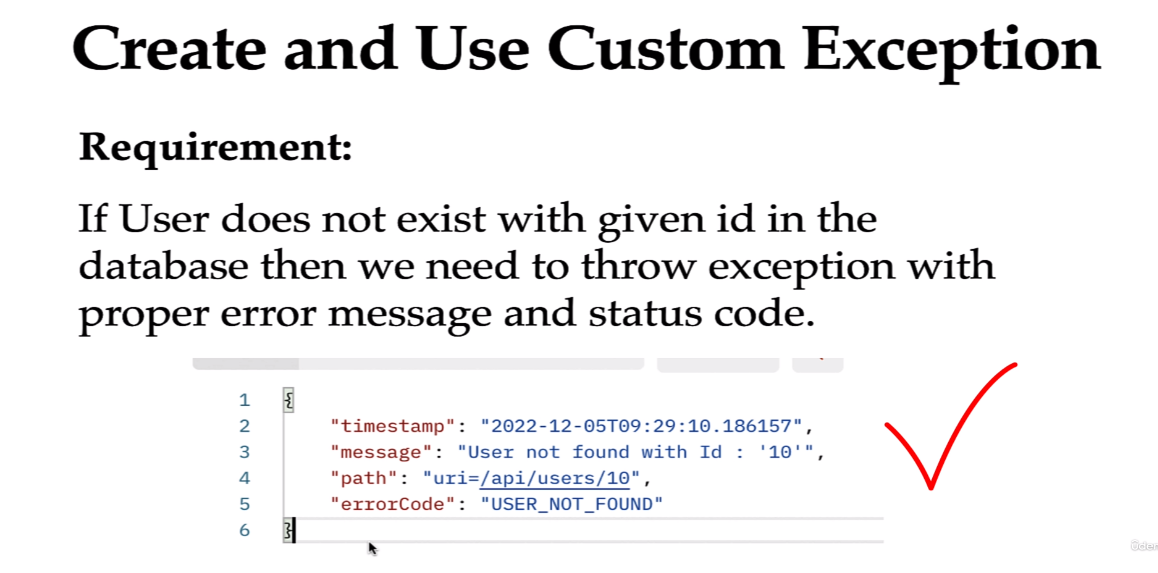 Create and Use Custom Exception
Requirement:
If User does not exist with given id in the
database then we need to throw exception with
proper error message and status code.
1 {
2 "timestamp": "2022-12-05T09:29:10.186157",
3 "message": "User not found with Id : '10'",
4 "path": "uri=/api/users/10",
5 "errorCode": "USER_NOT_FOUND"
6 }